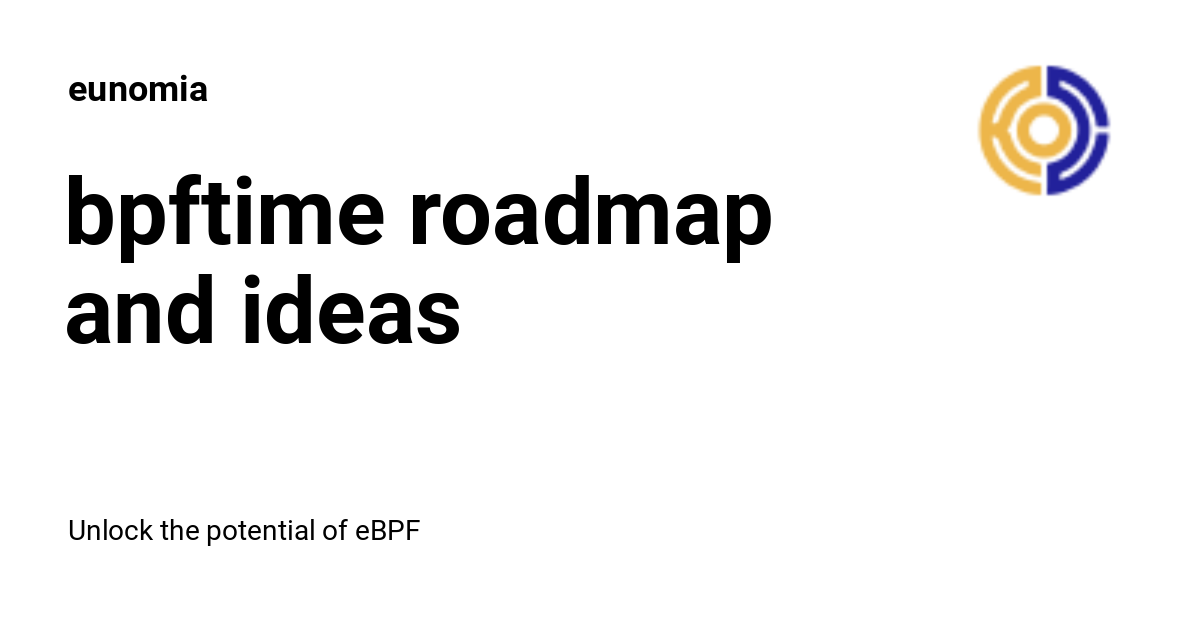 eunomia
bpftime roadmap
and ideas
Unlock the potential of eBPF